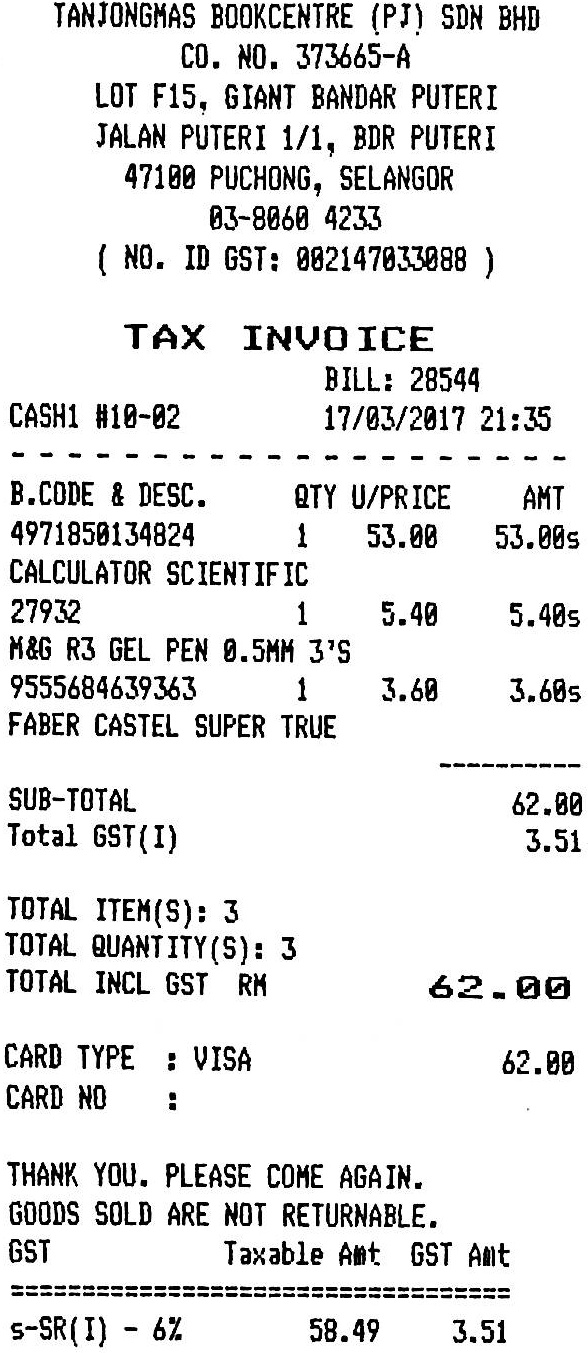 TANJONGMAS BOOKCENTRE (PJ) SDN BHD
CO. NO. 373665-A
LOT F15, GIANT BANDAR PUTERI
JALAN PUTERI 1/1, BDR PUTERI
47100 PUCHONG, SELANGOR
03-8060 4233
( NO. ID GST: 002147033088 )
TAX INVOICE
BILL: 28544
CASH1 #10-02 17/03/2017 21:35
- - - - - - - - - - - - - - - - - - - -
B.CODE & DESC. QTY U/PRICE AMT
4971850134824 1 53.00 53.00s
CALCULATOR SCIENTIFIC
27932 1 5.40 5.40s
M&G R3 GEL PEN 0.5MM 3'S
9555684639363 1 3.60 3.60s
FABER CASTEL SUPER TRUE
----------
SUB-TOTAL 62.00
Total GST(I) 3.51
TOTAL ITEM(S): 3
TOTAL QUANTITY(S): 3
TOTAL INCL GST RM 62.00
CARD TYPE : VISA 62.00
CARD NO :
THANK YOU. PLEASE COME AGAIN.
GOODS SOLD ARE NOT RETURNABLE.
GST Taxable Amt GST Amt
===================================
s-SR(I) - 6% 58.49 3.51